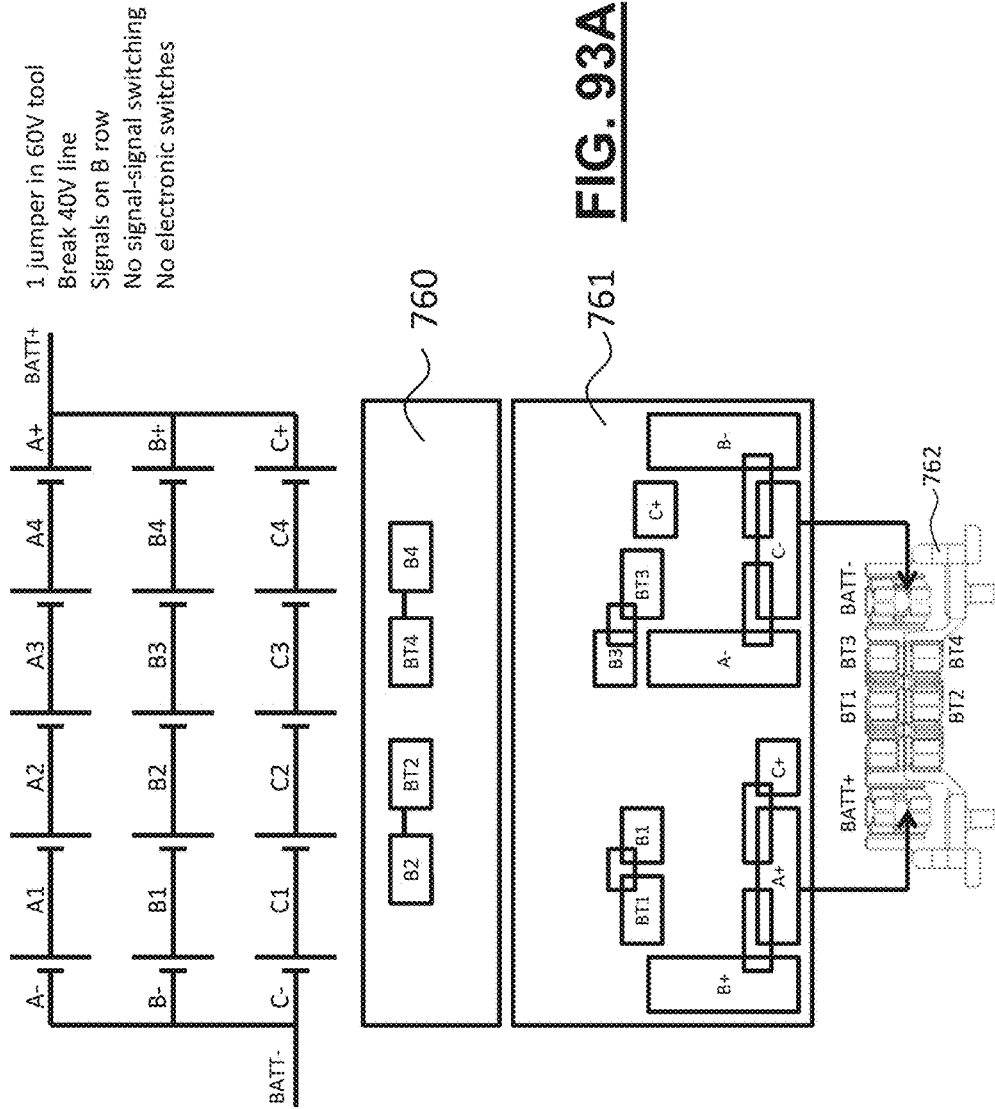 1 jumper in 60V tool
Break 40V line
Signals on B row
No signal-signal switching
No electronic switches
A- A1 A2 A3 A4 A+ BATT+
B- B1 B2 B3 B4 B+
BATT- C- C1 C2 C3 C4 C+
B2 BT2 BT4 B4
760
761
B3
BT1 B1 BT3 C+
B+ A- B-
A+ C+ C-
BATT+ BT1 BT3 BATT-
762
BT2 BT4
FIG. 93A